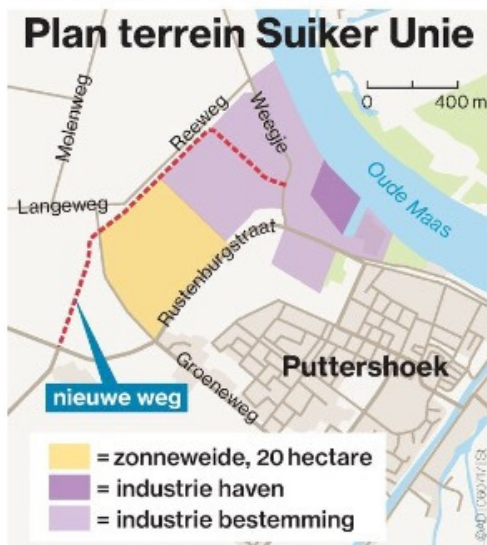 Plan terrein Suiker Unie
Molenweg
Reeweg
Weegje
0 400 m
Oude Maas
Langeweg
Rustenburgstraat
Puttershoek
Groeneweg
nieuwe weg
= zonneweide, 20 hectare
= industrie haven
= industrie bestemming